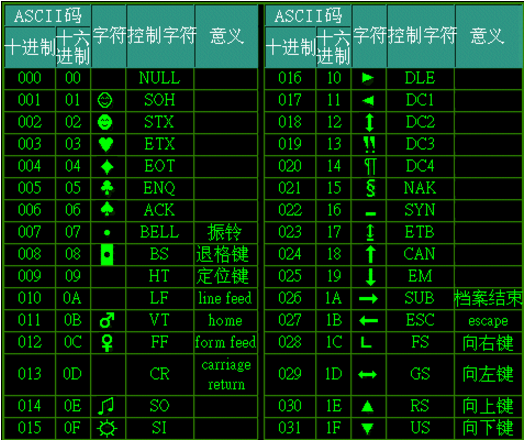 ASCII码 字符 控制字符 意义
十进制 十六进制
000 00 NULL
001 01 ☺ SOH
002 02 ☻ STX
003 03 ♥ ETX
004 04 ♦ EOT
005 05 ♣ ENQ
006 06 ♠ ACK
007 07 • BELL 振铃
008 08 ◘ BS 退格键
009 09 HT 定位键
010 0A LF line feed
011 0B ♂ VT home
012 0C ♀ FF form feed
013 0D CR carriage
return
014 0E ♫ SO
015 0F ☼ SI
ASCII码 字符 控制字符 意义
十进制 十六进制
016 10 ► DLE
017 11 ◄ DC1
018 12 ↕ DC2
019 13 ‼ DC3
020 14 ¶ DC4
021 15 § NAK
022 16 ▬ SYN
023 17 ↨ ETB
024 18 ↑ CAN
025 19 ↓ EM
026 1A → SUB 档案结束
027 1B ← ESC escape
028 1C ∟ FS 向右键
029 1D ↔ GS 向左键
030 1E ▲ RS 向上键
031 1F ▼ US 向下键